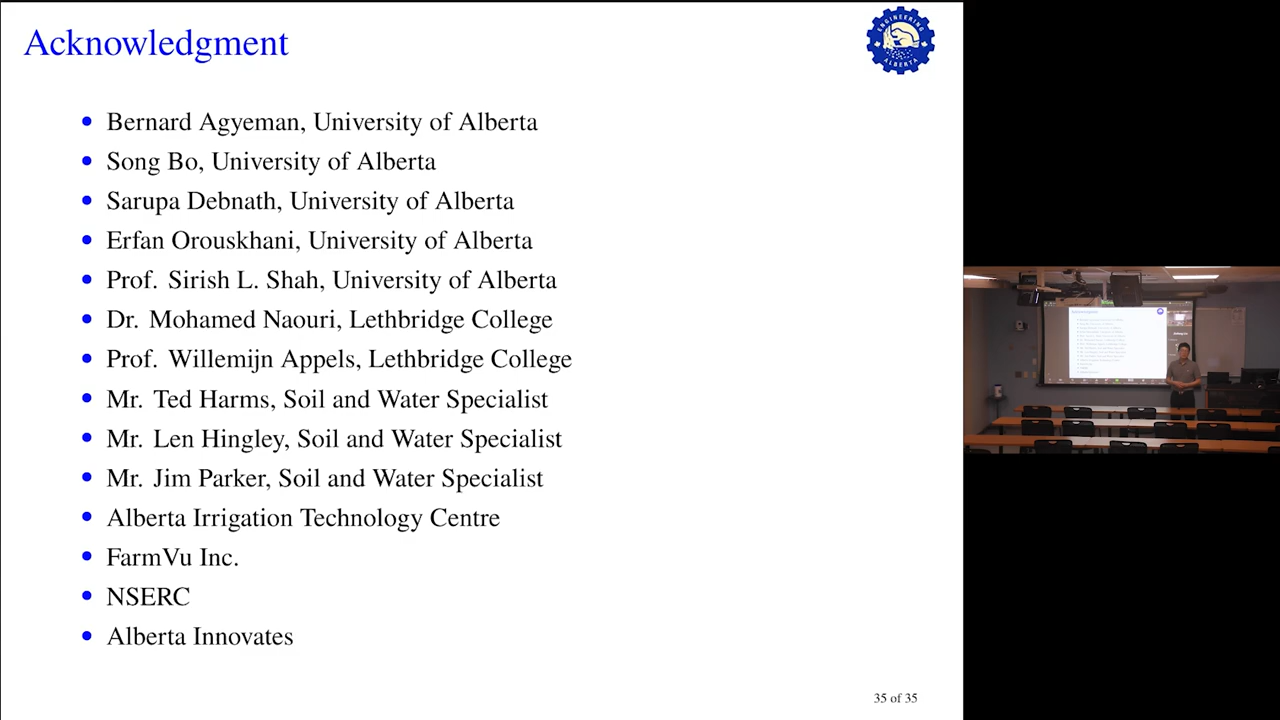 Acknowledgment
ENGINEERING
ALBERTA
• Bernard Agyeman, University of Alberta
• Song Bo, University of Alberta
• Sarupa Debnath, University of Alberta
• Erfan Orouskhani, University of Alberta
• Prof. Sirish L. Shah, University of Alberta
• Dr. Mohamed Naouri, Lethbridge College
• Prof. Willemijn Appels, Lethbridge College
• Mr. Ted Harms, Soil and Water Specialist
• Mr. Len Hingley, Soil and Water Specialist
• Mr. Jim Parker, Soil and Water Specialist
• Alberta Irrigation Technology Centre
• FarmVu Inc.
• NSERC
• Alberta Innovates
35 of 35